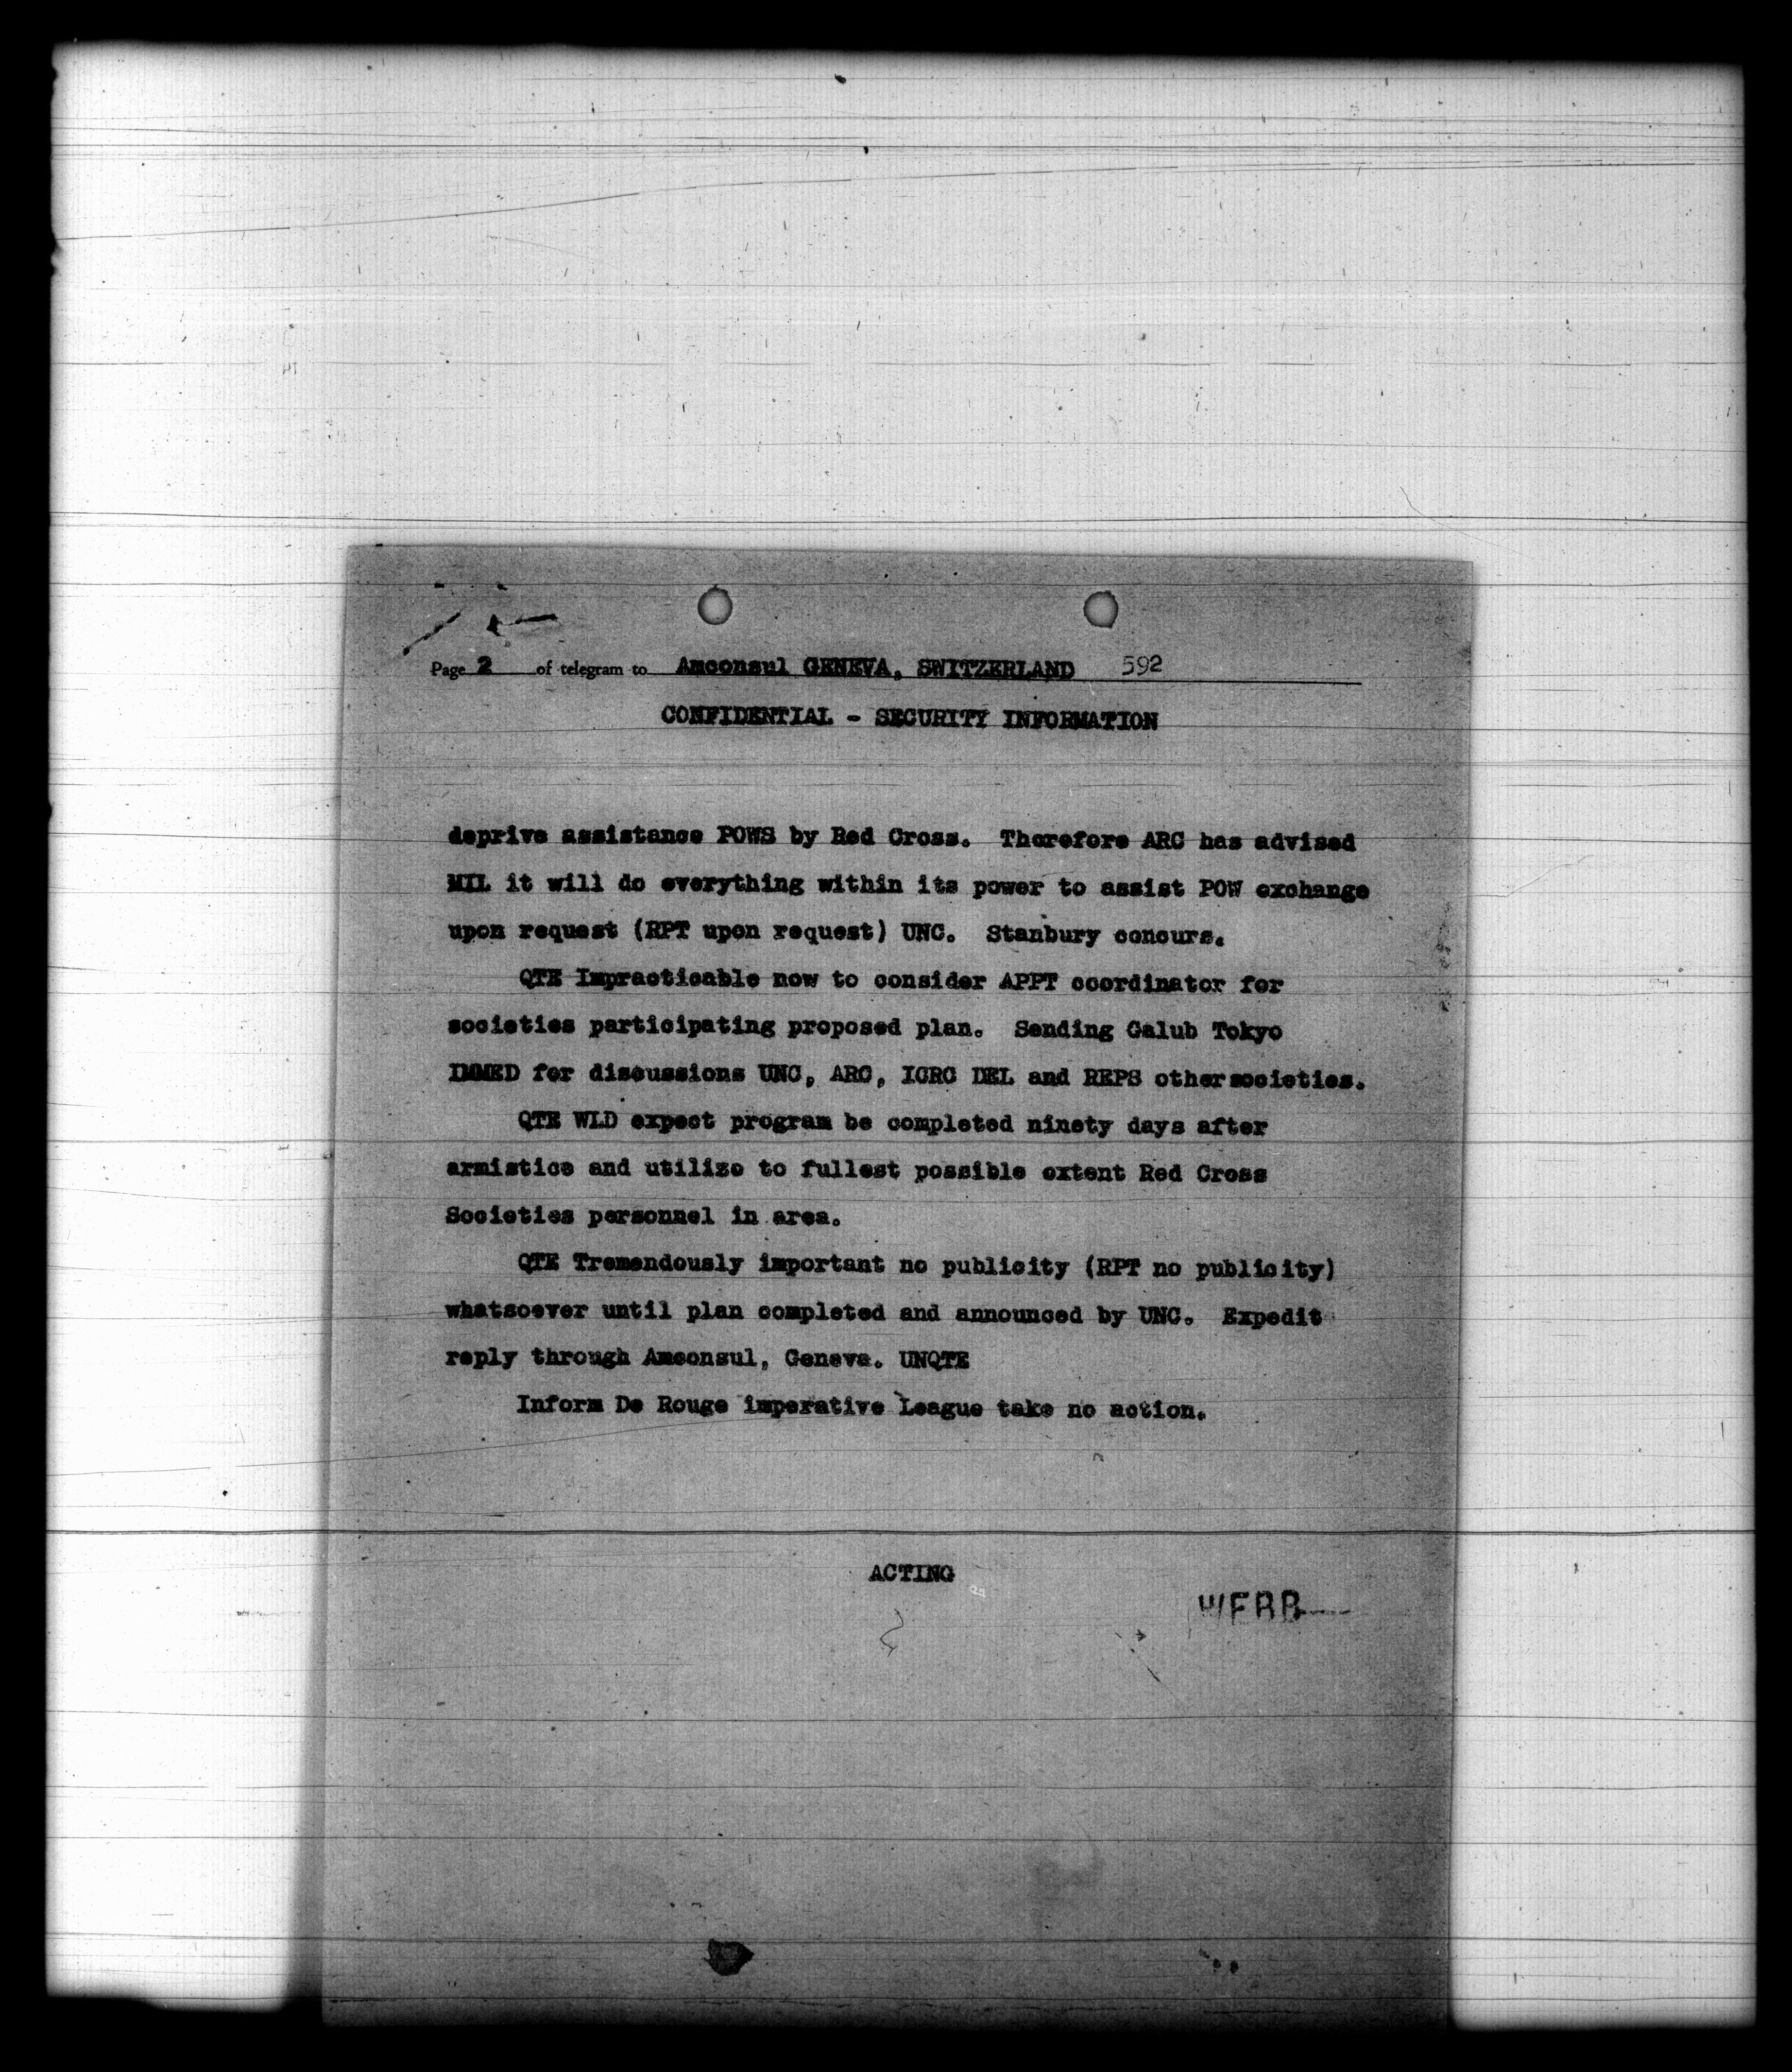 Page 2 of telegram to Amconsul GENEVA, SWITZERLAND 592
CONFIDENTIAL - SECURITY INFORMATION
deprive assistance POWS by Red Cross. Therefore ARC has advised
MIL it will do everything within its power to assist POW exchange
upon request (RPT upon request) UNC. Stanbury concurs.
QTE Impracticable now to consider APPT coordinator for
societies participating proposed plan. Sending Galub Tokyo
IMMED for discussions UNC, ARC, ICRC DEL and REPS other societies.
QTE WLD expect program be completed ninety days after
armistice and utilize to fullest possible extent Red Cross
Societies personnel in area.
QTE Tremendously important no publicity (RPT no publicity)
whatsoever until plan completed and announced by UNC. Expedit
reply through Amconsul, Geneva. UNQTE
Inform De Rouge imperative League take no action.
ACTING
WEBB